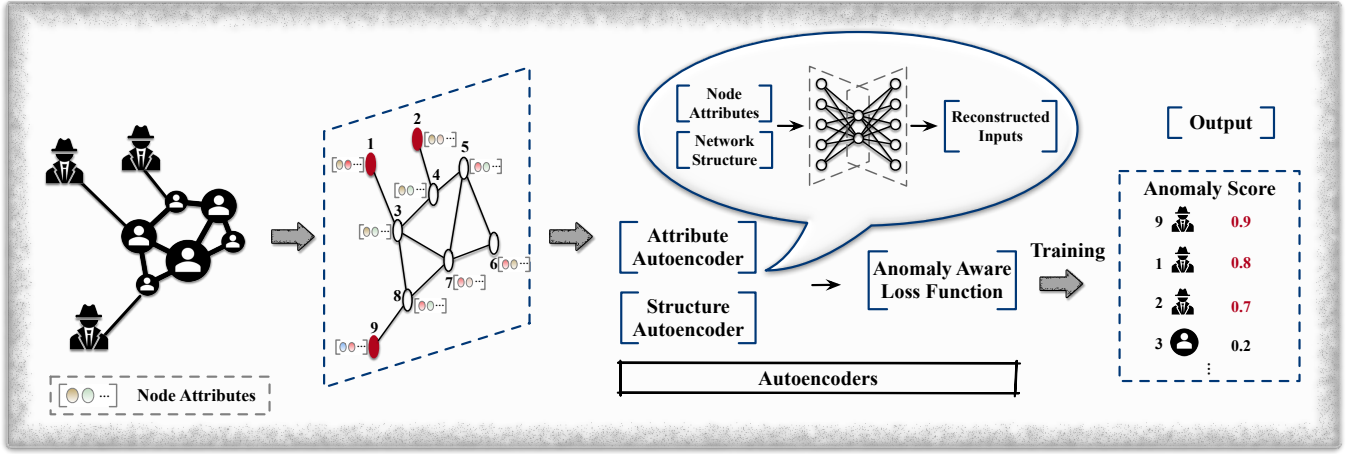 Node Attributes
1
2
3
4
5
6
7
8
9
Node
Attributes
Network
Structure
Reconstructed
Inputs
Attribute
Autoencoder
Structure
Autoencoder
Anomaly Aware
Loss Function
Autoencoders
Training
Output
Anomaly Score
9 0.9
1 0.8
2 0.7
3 0.2